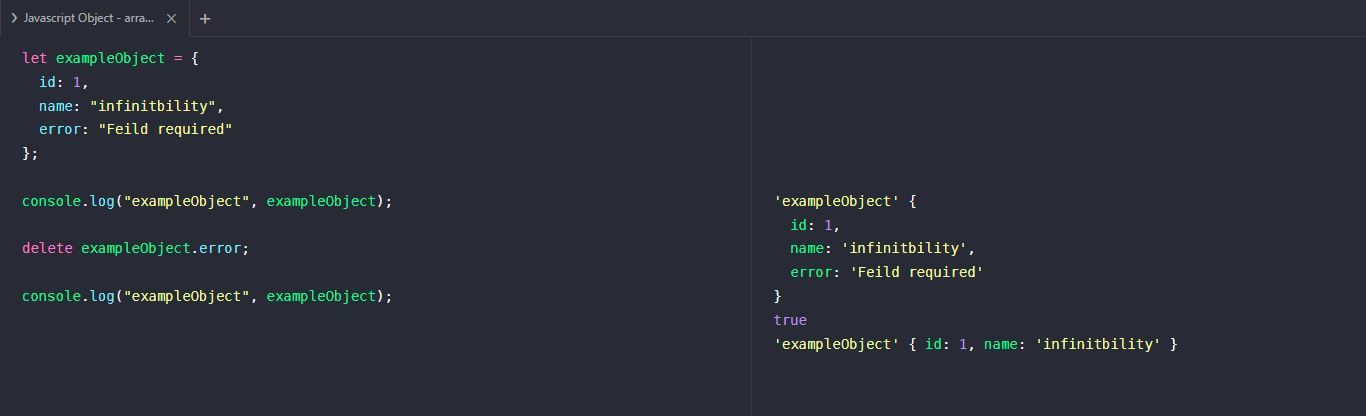 ❯ Javascript Object - arra... × +
let exampleObject = {
  id: 1,
  name: "infinitbility",
  error: "Feild required"
};
console.log("exampleObject", exampleObject);
delete exampleObject.error;
console.log("exampleObject", exampleObject);
'exampleObject' {
  id: 1,
  name: 'infinitbility',
  error: 'Feild required'
}
true
'exampleObject' { id: 1, name: 'infinitbility' }